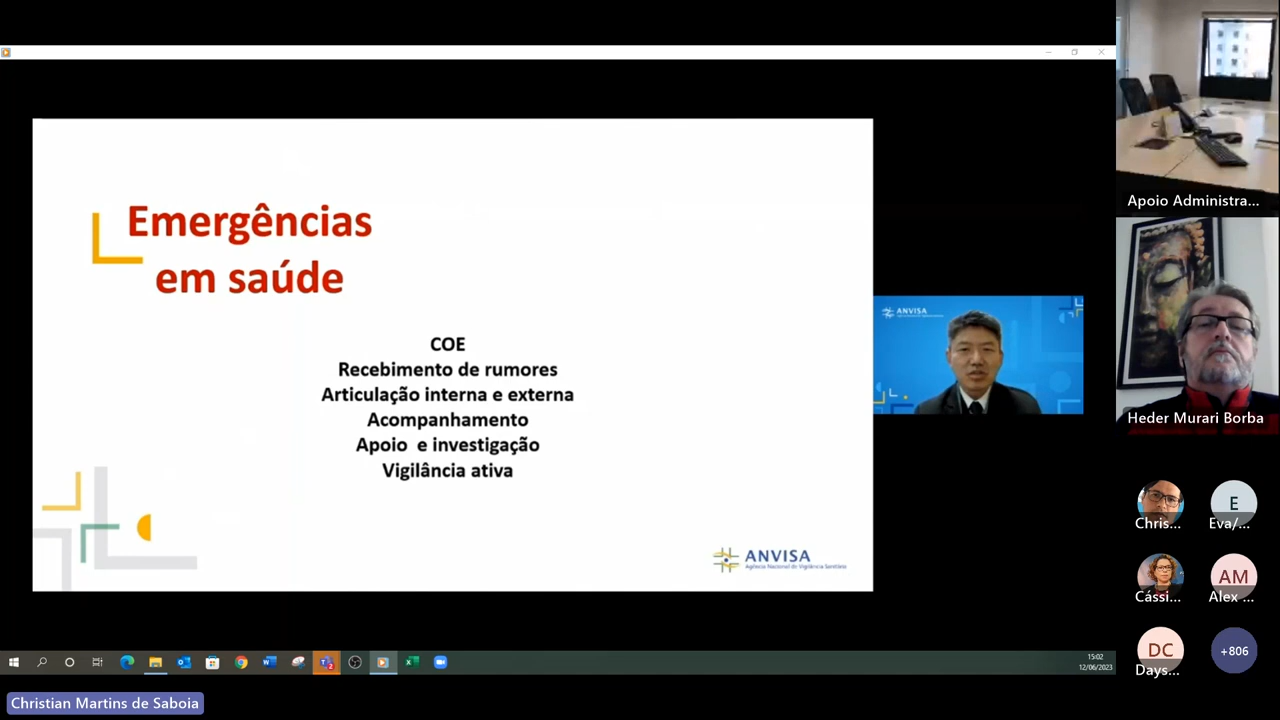 Emergências
em saúde
COE
Recebimento de rumores
Articulação interna e externa
Acompanhamento
Apoio e investigação
Vigilância ativa
ANVISA
Agência Nacional de Vigilância Sanitária
ANVISA
Apoio Administra...
Heder Murari Borba
Chris...
E
Eva/...
Cássi...
AM
Alex ...
DC
Days...
+806
15:02
12/06/2023
Christian Martins de Saboia